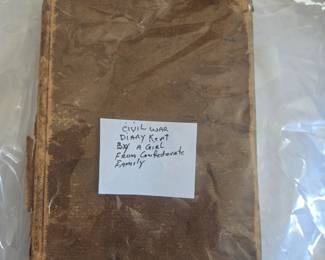 CIVIL WAR
DIARY KEPT
BY A GIRL
FROM CONFEDERATE
FAMILY